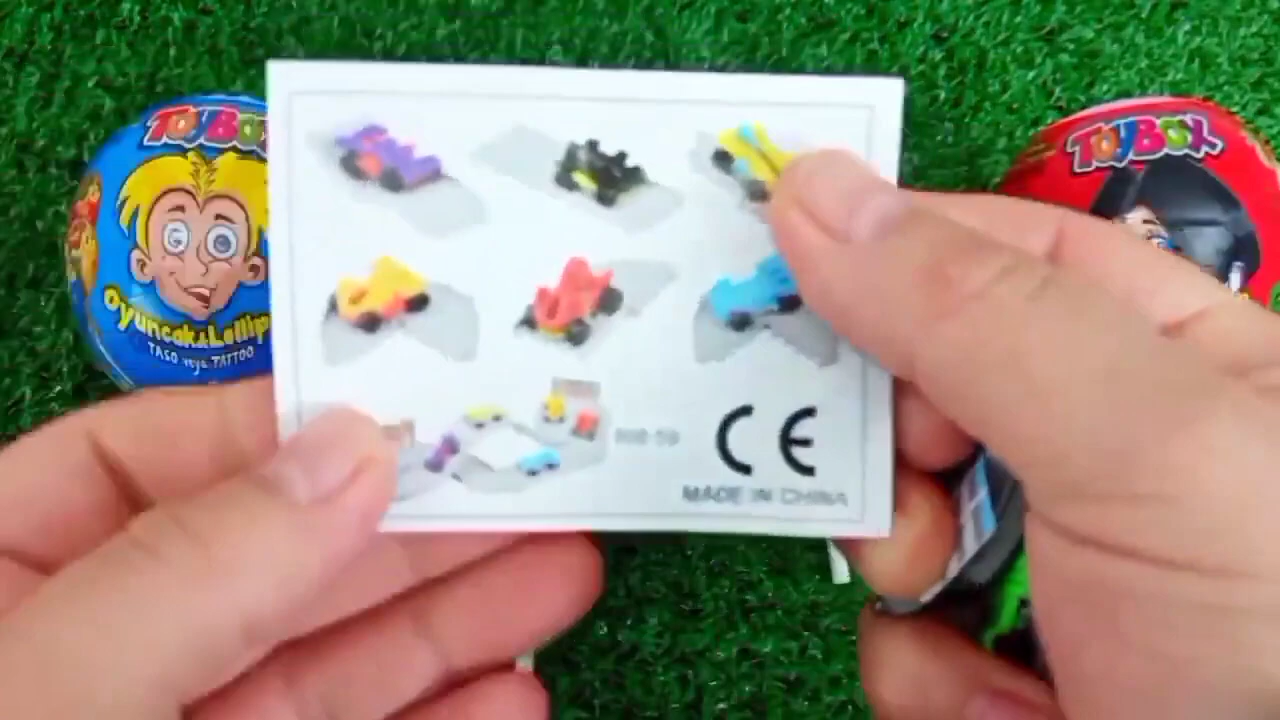 TOYBOX
Oyuncak&Lollip
TASO veya TATTOO
CE
MADE IN CHINA
TOYBOX